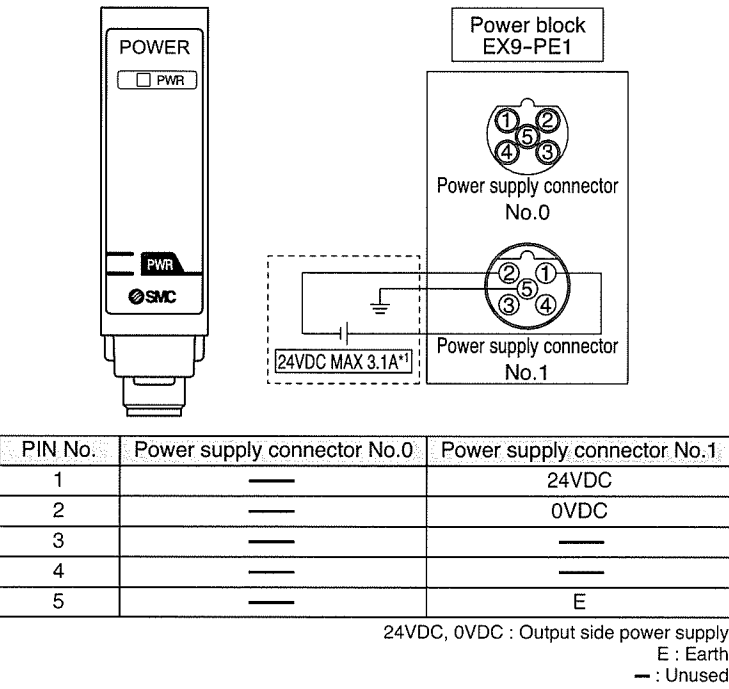 POWER
PWR
PWR
SMC
Power block
EX9-PE1
1 2
5
4 3
Power supply connector
No.0
2 1
5
3 4
24VDC MAX 3.1A*1
Power supply connector
No.1
PIN No. Power supply connector No.0 Power supply connector No.1
1 — 24VDC
2 — 0VDC
3 — —
4 — —
5 — E
24VDC, 0VDC : Output side power supply
E : Earth
— : Unused